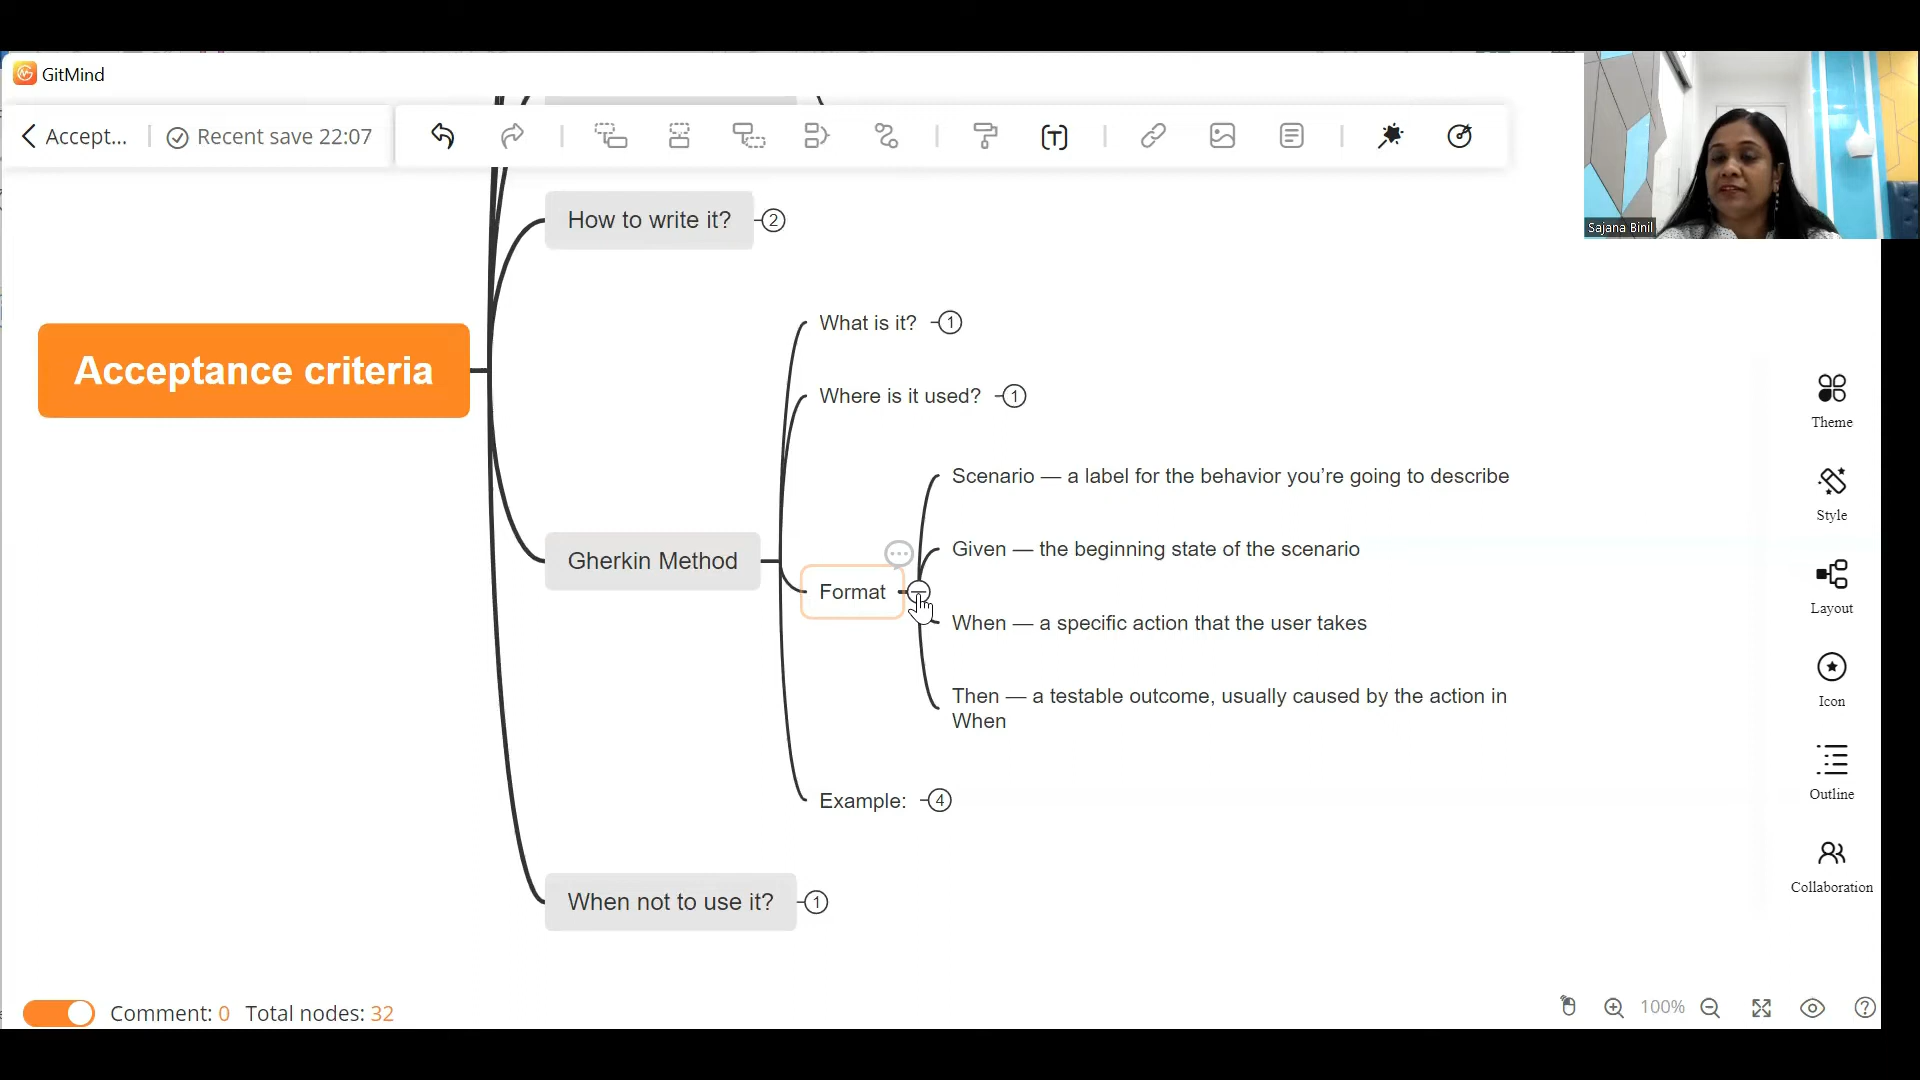 GitMind
Accept...
Recent save 22:07
Sajana Binil
How to write it?
2
What is it?
1
Acceptance criteria
Where is it used?
1
Theme
Scenario — a label for the behavior you're going to describe
Style
Given — the beginning state of the scenario
Gherkin Method
Format
Layout
When — a specific action that the user takes
Then — a testable outcome, usually caused by the action in
When
Icon
Example:
4
Outline
Collaboration
When not to use it?
1
Comment: 0
Total nodes: 32
100%